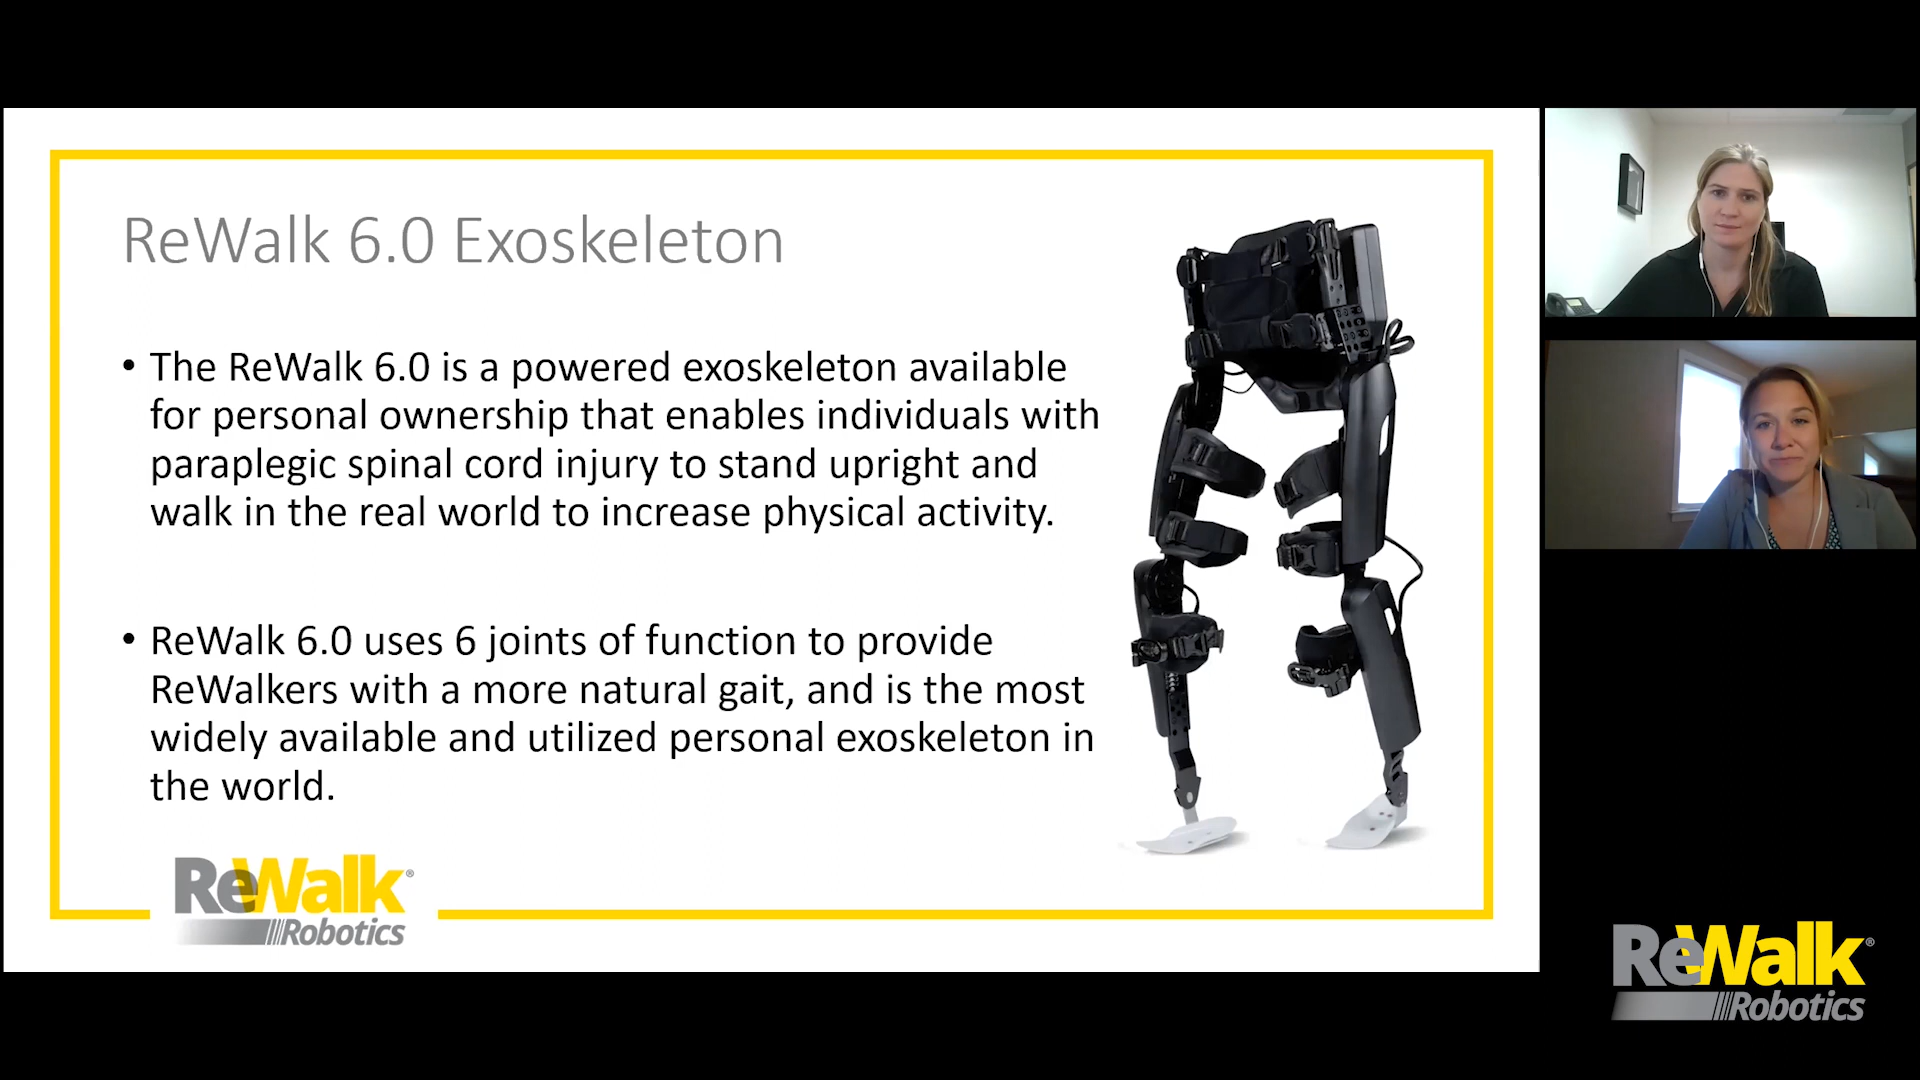 ReWalk 6.0 Exoskeleton
• The ReWalk 6.0 is a powered exoskeleton available
for personal ownership that enables individuals with
paraplegic spinal cord injury to stand upright and
walk in the real world to increase physical activity.
• ReWalk 6.0 uses 6 joints of function to provide
ReWalkers with a more natural gait, and is the most
widely available and utilized personal exoskeleton in
the world.
ReWalk®
Robotics
ReWalk®
Robotics